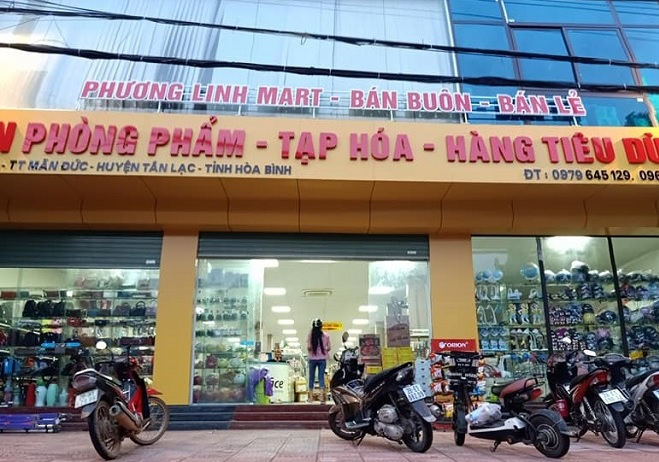 PHƯƠNG LINH MART - BÁN BUÔN - BÁN LẺ
N PHÒNG PHẨM - TẠP HÓA - HÀNG TIÊU DÙ
- TT MÃN ĐỨC - HUYỆN TÂN LẠC - TỈNH HÒA BÌNH
ĐT : 0979 645 129. 096
ORION